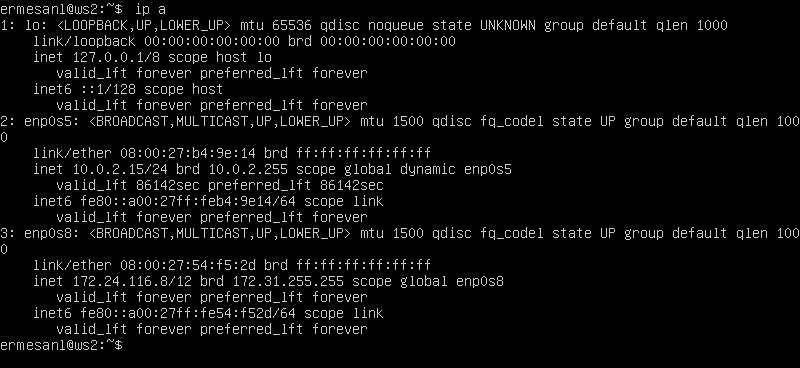 ermesanl@ws2:~$ ip a
1: lo: <LOOPBACK,UP,LOWER_UP> mtu 65536 qdisc noqueue state UNKNOWN group default qlen 1000
    link/loopback 00:00:00:00:00:00 brd 00:00:00:00:00:00
    inet 127.0.0.1/8 scope host lo
       valid_lft forever preferred_lft forever
    inet6 ::1/128 scope host
       valid_lft forever preferred_lft forever
2: enp0s5: <BROADCAST,MULTICAST,UP,LOWER_UP> mtu 1500 qdisc fq_codel state UP group default qlen 100
0
    link/ether 08:00:27:b4:9e:14 brd ff:ff:ff:ff:ff:ff
    inet 10.0.2.15/24 brd 10.0.2.255 scope global dynamic enp0s5
       valid_lft 86142sec preferred_lft 86142sec
    inet6 fe80::a00:27ff:feb4:9e14/64 scope link
       valid_lft forever preferred_lft forever
3: enp0s8: <BROADCAST,MULTICAST,UP,LOWER_UP> mtu 1500 qdisc fq_codel state UP group default qlen 100
0
    link/ether 08:00:27:54:f5:2d brd ff:ff:ff:ff:ff:ff
    inet 172.24.116.8/12 brd 172.31.255.255 scope global enp0s8
       valid_lft forever preferred_lft forever
    inet6 fe80::a00:27ff:fe54:f52d/64 scope link
       valid_lft forever preferred_lft forever
ermesanl@ws2:~$